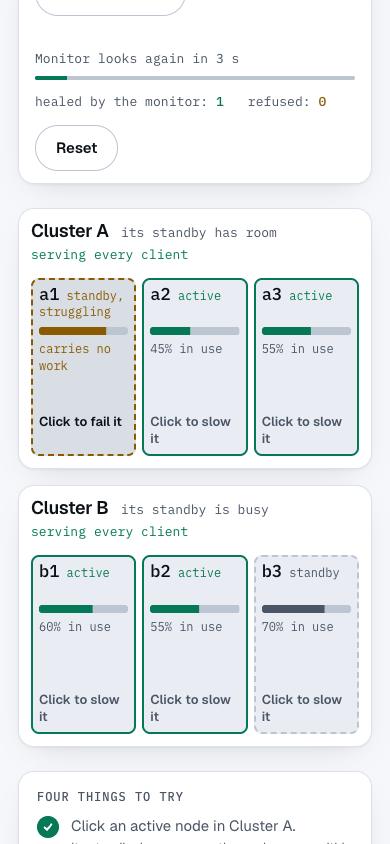 Monitor looks again in 3 s
healed by the monitor: 1 refused: 0
Reset
Cluster A its standby has room
serving every client
a1 standby,
struggling
carries no
work
Click to fail it
a2 active
45% in use
Click to slow
it
a3 active
55% in use
Click to slow
it
Cluster B its standby is busy
serving every client
b1 active
60% in use
Click to slow
it
b2 active
55% in use
Click to slow
it
b3 standby
70% in use
Click to slow
it
FOUR THINGS TO TRY
Click an active node in Cluster A.